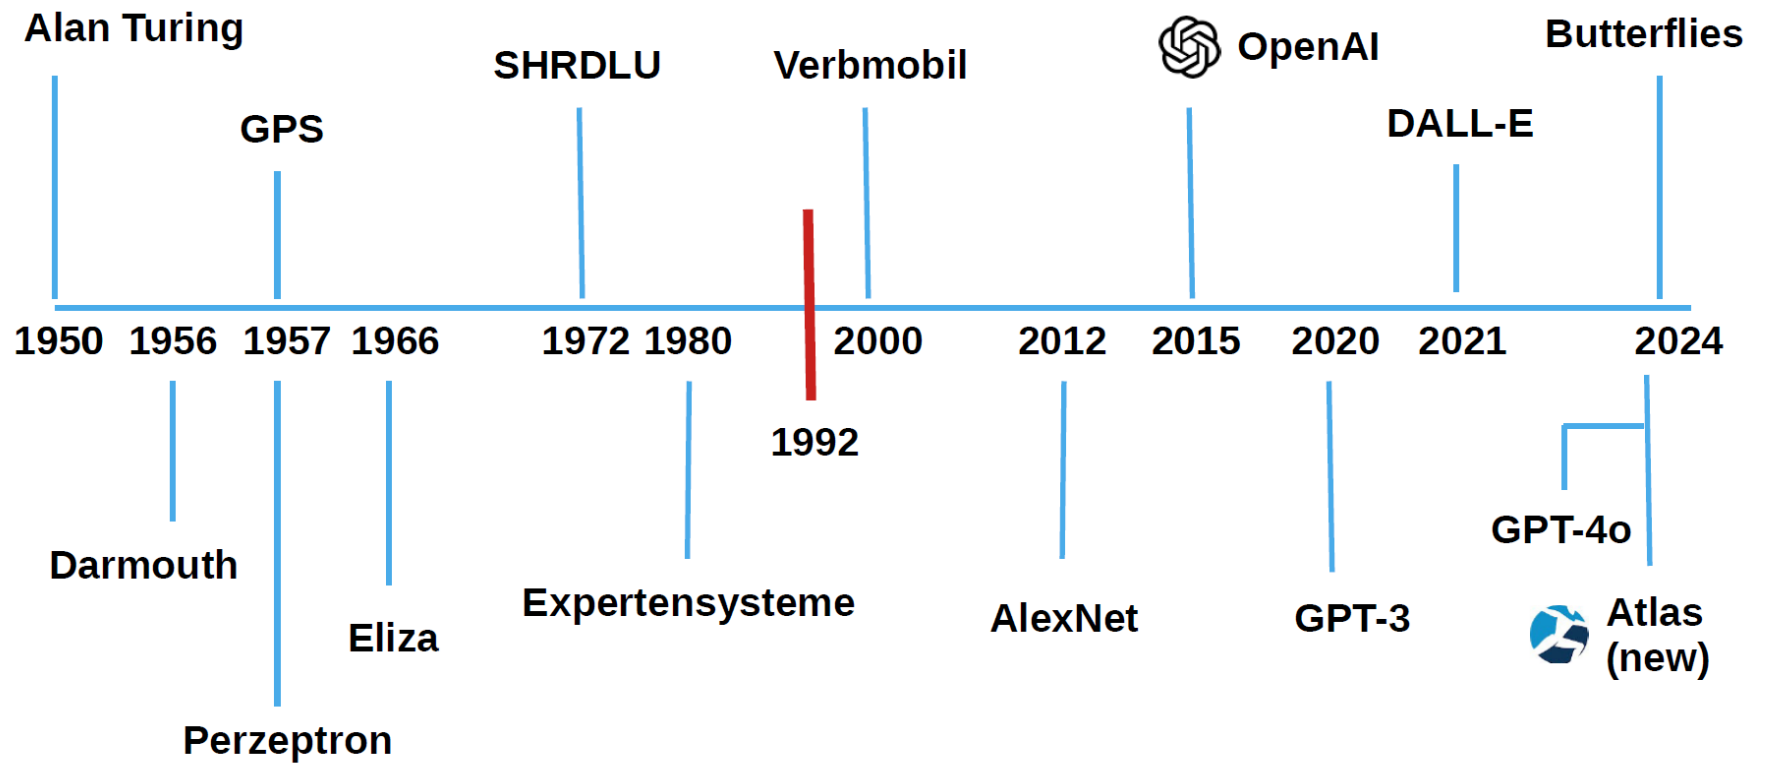 Alan Turing
GPS
SHRDLU
Verbmobil
OpenAI
DALL-E
Butterflies
1950 1956 1957 1966 1972 1980 2000 2012 2015 2020 2021 2024
1992
Darmouth
Perzeptron
Eliza
Expertensysteme
AlexNet
GPT-3
GPT-4o
Atlas
(new)